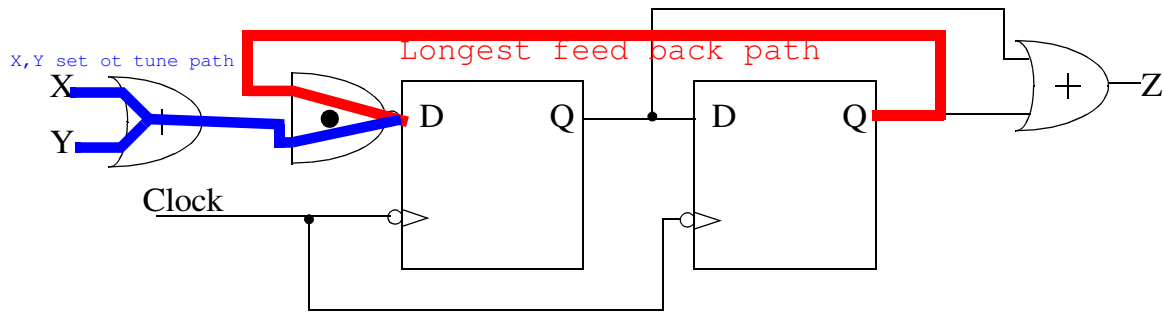 Longest feed back path
X,Y set ot tune path
X
+
+
Z
D
Q
D
Q
Y
Clock